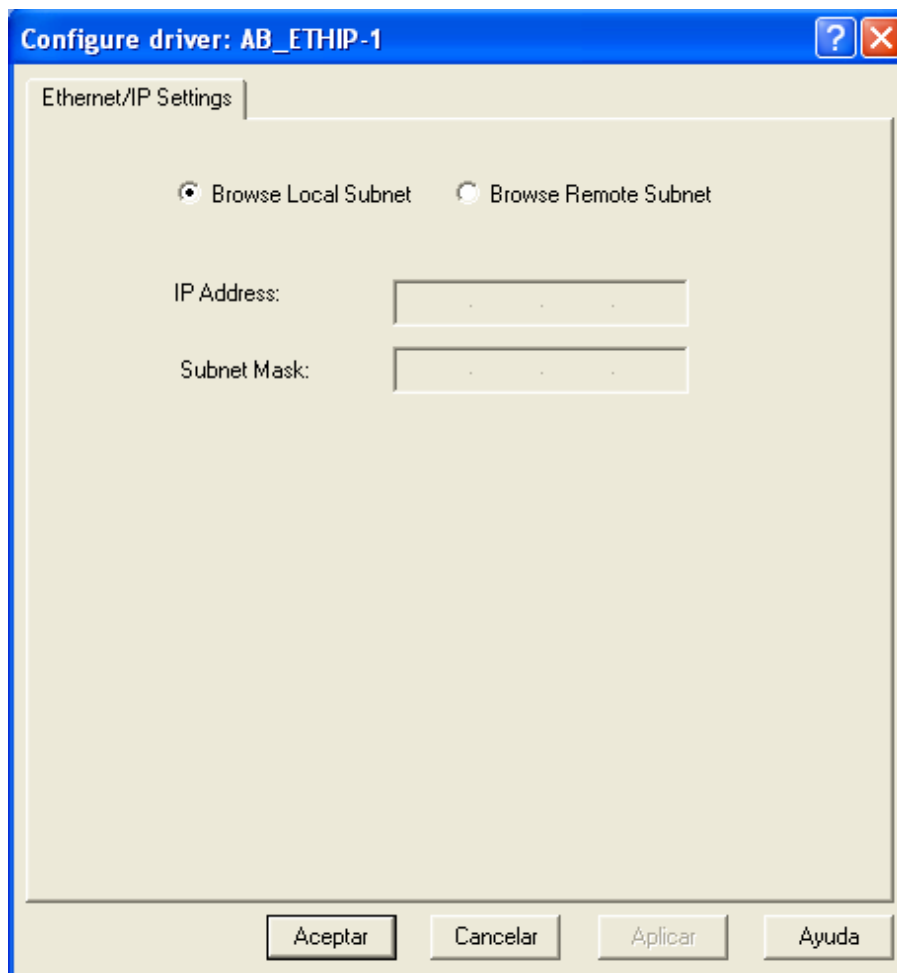 Configure driver: AB_ETHIP-1
Ethernet/IP Settings
Browse Local Subnet Browse Remote Subnet
IP Address: . . .
Subnet Mask: . . .
Aceptar Cancelar Aplicar Ayuda